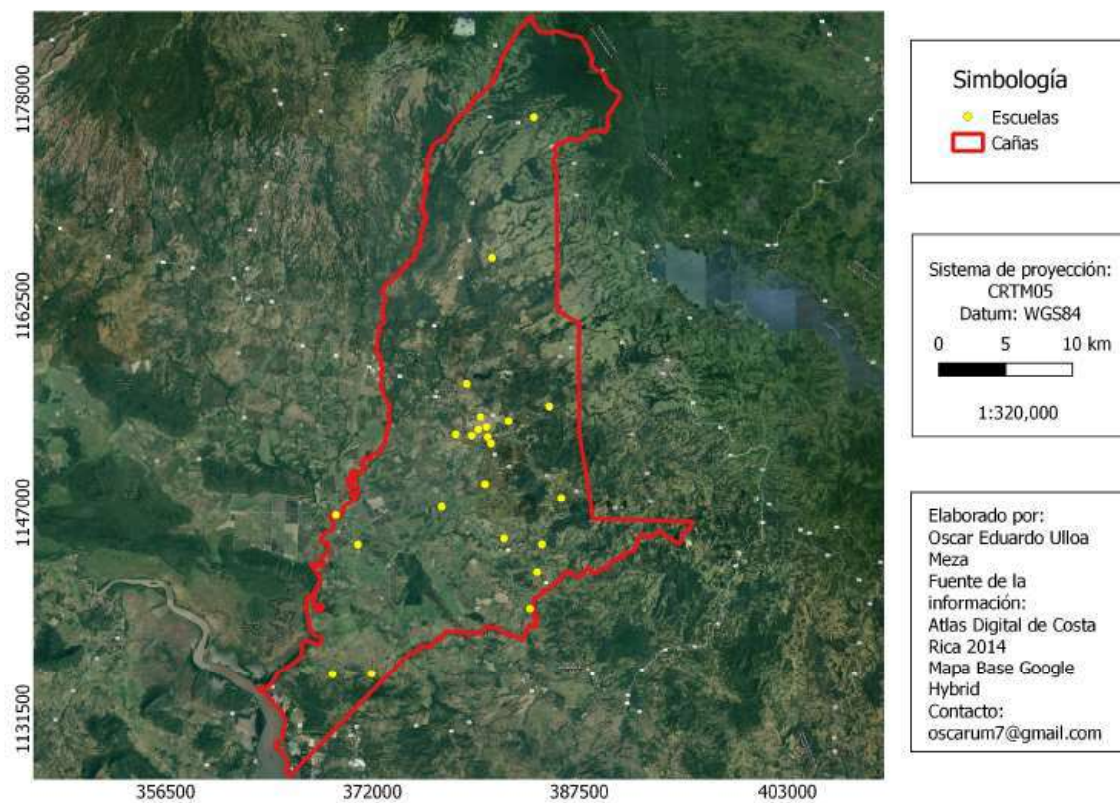 1178000
1162500
1147000
1131500
356500
372000
387500
403000
Simbología
Escuelas
Cañas
Sistema de proyección:
CRTM05
Datum: WGS84
0 5 10 km
1:320,000
Elaborado por:
Oscar Eduardo Ulloa
Meza
Fuente de la
información:
Atlas Digital de Costa
Rica 2014
Mapa Base Google
Hybrid
Contacto:
oscarum7@gmail.com